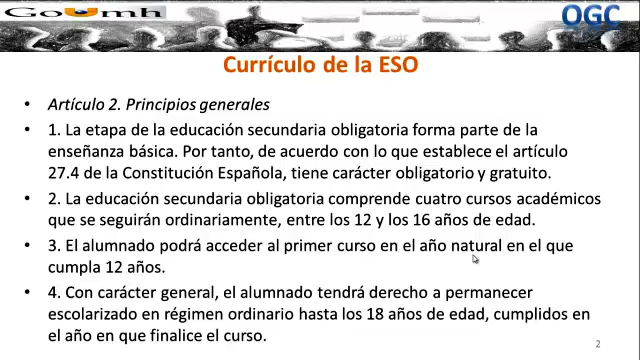 GoUmh
OGC
Currículo de la ESO
• Artículo 2. Principios generales
• 1. La etapa de la educación secundaria obligatoria forma parte de la
enseñanza básica. Por tanto, de acuerdo con lo que establece el artículo
27.4 de la Constitución Española, tiene carácter obligatorio y gratuito.
• 2. La educación secundaria obligatoria comprende cuatro cursos académicos
que se seguirán ordinariamente, entre los 12 y los 16 años de edad.
• 3. El alumnado podrá acceder al primer curso en el año natural en el que
cumpla 12 años.
• 4. Con carácter general, el alumnado tendrá derecho a permanecer
escolarizado en régimen ordinario hasta los 18 años de edad, cumplidos en
el año en que finalice el curso.
2